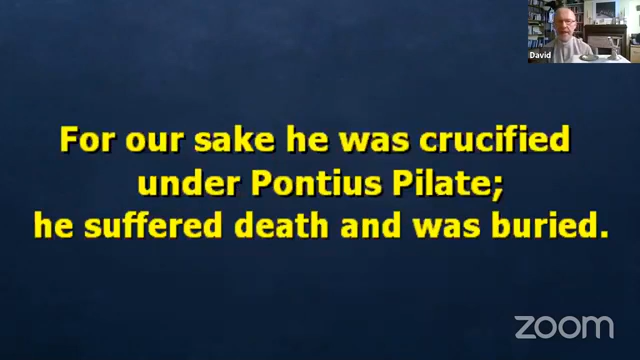 David
For our sake he was crucified
under Pontius Pilate;
he suffered death and was buried.
zoom